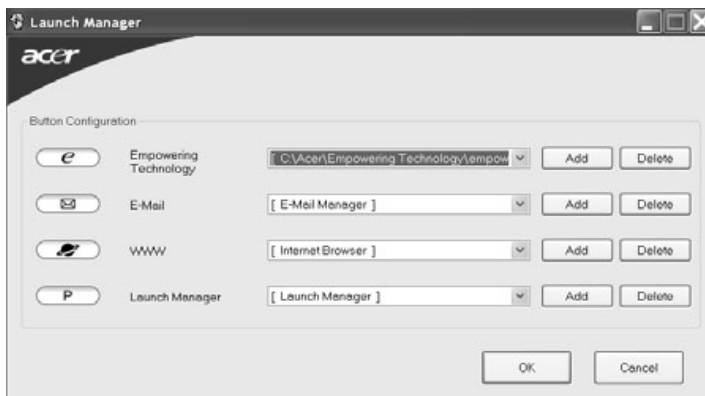 Launch Manager
acer
Button Configuration
e Empowering Technology [ C:\Acer\Empowering Technology\empow Add Delete
E-Mail [ E-Mail Manager ] Add Delete
WWW [ Internet Browser ] Add Delete
P Launch Manager [ Launch Manager ] Add Delete
OK Cancel